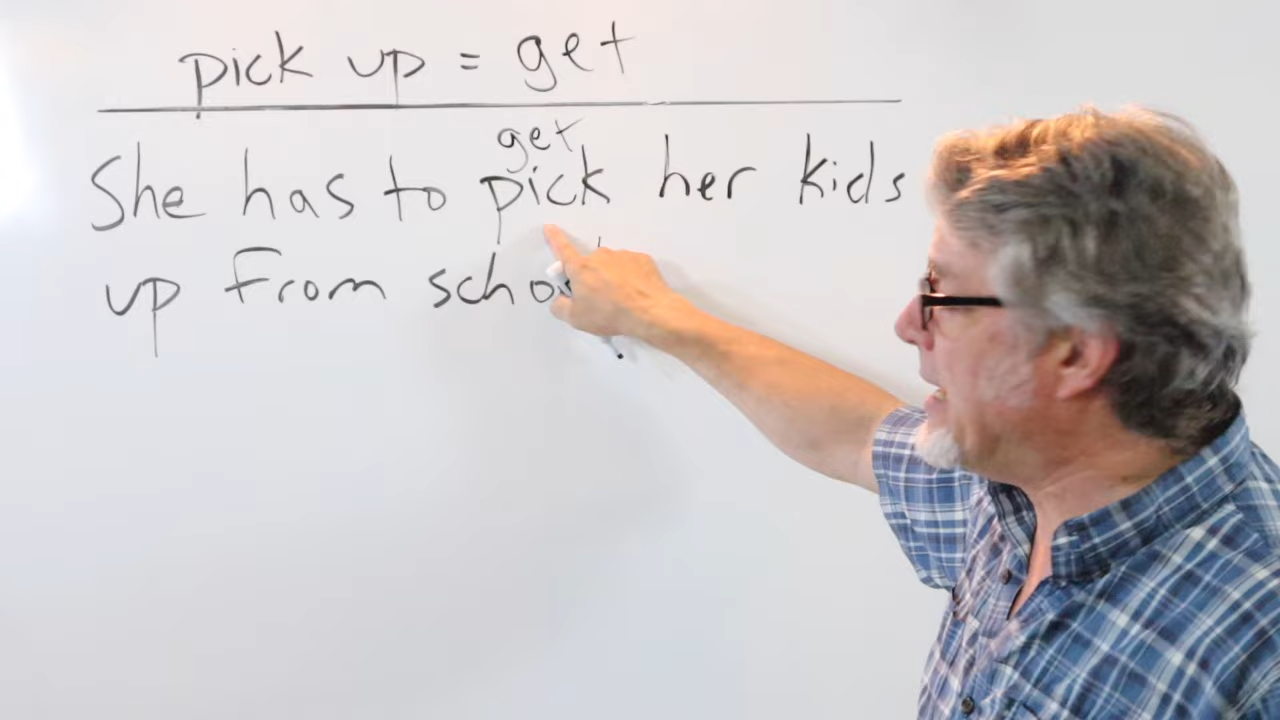 pick up = get
get
She has to pick her kids
up from